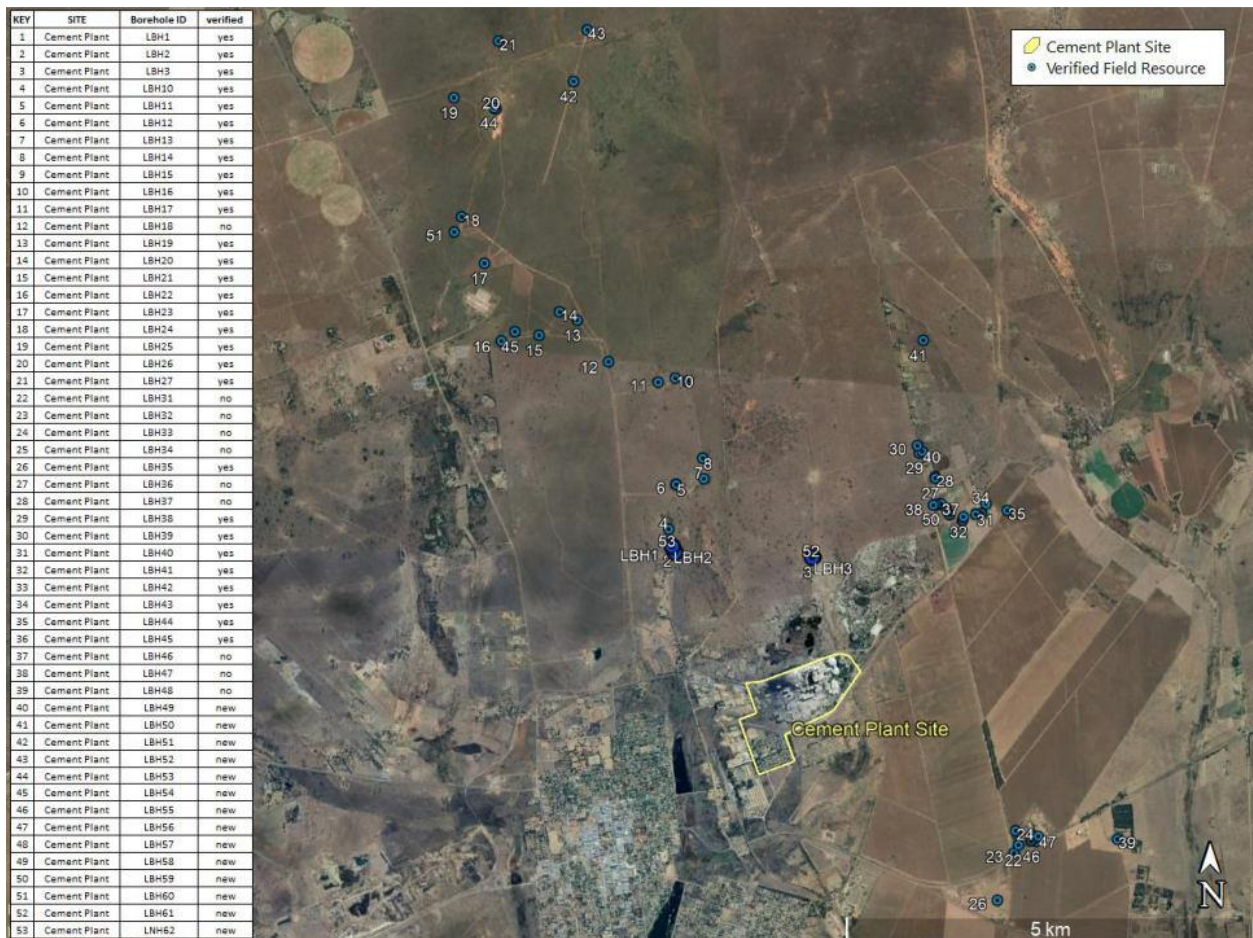 KEY SITE Borehole ID verified
1 Cement Plant LBH1 yes
2 Cement Plant LBH2 yes
3 Cement Plant LBH3 yes
4 Cement Plant LBH10 yes
5 Cement Plant LBH11 yes
6 Cement Plant LBH12 yes
7 Cement Plant LBH13 yes
8 Cement Plant LBH14 yes
9 Cement Plant LBH15 yes
10 Cement Plant LBH16 yes
11 Cement Plant LBH17 yes
12 Cement Plant LBH18 no
13 Cement Plant LBH19 yes
14 Cement Plant LBH20 yes
15 Cement Plant LBH21 yes
16 Cement Plant LBH22 yes
17 Cement Plant LBH23 yes
18 Cement Plant LBH24 yes
19 Cement Plant LBH25 yes
20 Cement Plant LBH26 yes
21 Cement Plant LBH27 yes
22 Cement Plant LBH31 no
23 Cement Plant LBH32 no
24 Cement Plant LBH33 no
25 Cement Plant LBH34 no
26 Cement Plant LBH35 yes
27 Cement Plant LBH36 no
28 Cement Plant LBH37 no
29 Cement Plant LBH38 yes
30 Cement Plant LBH39 yes
31 Cement Plant LBH40 yes
32 Cement Plant LBH41 yes
33 Cement Plant LBH42 yes
34 Cement Plant LBH43 yes
35 Cement Plant LBH44 yes
36 Cement Plant LBH45 yes
37 Cement Plant LBH46 no
38 Cement Plant LBH47 no
39 Cement Plant LBH48 no
40 Cement Plant LBH49 new
41 Cement Plant LBH50 new
42 Cement Plant LBH51 new
43 Cement Plant LBH52 new
44 Cement Plant LBH53 new
45 Cement Plant LBH54 new
46 Cement Plant LBH55 new
47 Cement Plant LBH56 new
48 Cement Plant LBH57 new
49 Cement Plant LBH58 new
50 Cement Plant LBH59 new
51 Cement Plant LBH60 new
52 Cement Plant LBH61 new
53 Cement Plant LNH62 new
Cement Plant Site
Verified Field Resource
43
21
42
19
20
44
18
51
17
14
13
16
45
15
12
11
10
41
30
40
29
8
7
6
5
28
27
34
38
37
50
31
35
32
4
53
LBH1
2
LBH2
52
3
LBH3
Cement Plant Site
24
47
39
23
22
46
26
N
5 km